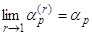 lim α_p^{(r)} = α_p
r→1